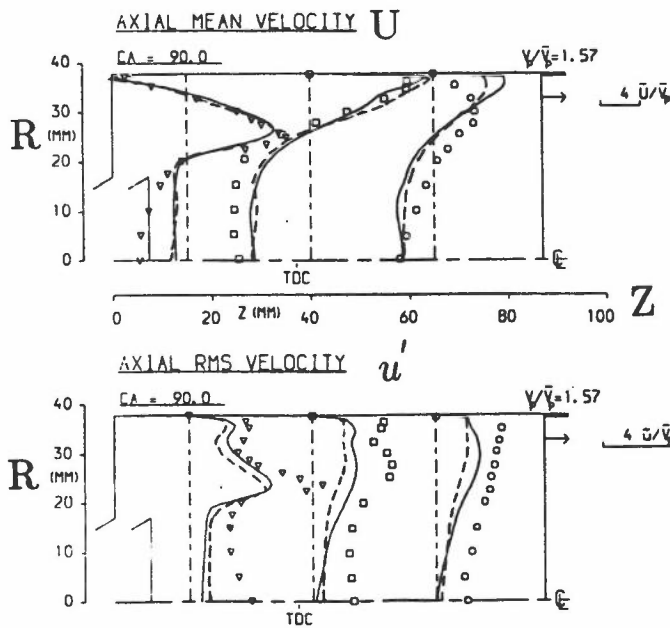 AXIAL MEAN VELOCITY U
CA = 90.0
Vp/V̄p=1.57
40
30
20
10
0
R (MM)
4 Ū/V̄p
TDC
℄
0 20 40 60 80 100
Z (MM)
Z
AXIAL RMS VELOCITY u'
CA = 90.0
Vp/V̄p=1.57
40
30
20
10
0
R (MM)
4 ū/V̄p
TDC
℄